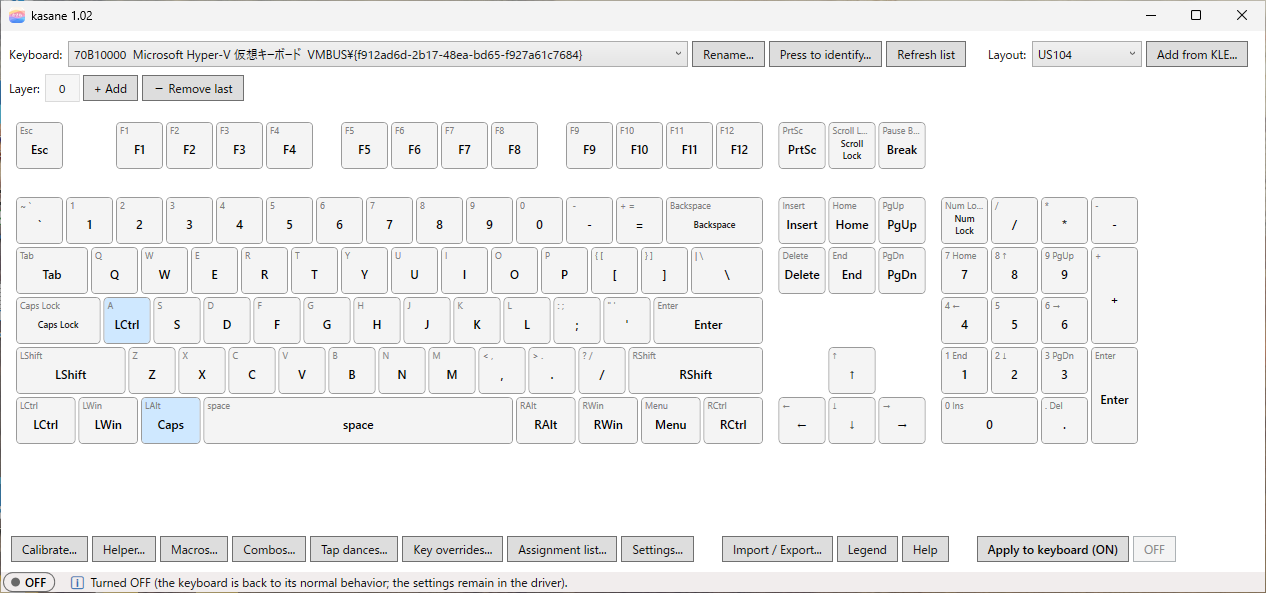 kasane 1.02
Keyboard: 70B10000 Microsoft Hyper-V 仮想キーボード VMBUS¥{f912ad6d-2b17-48ea-bd65-f927a61c7684} Rename... Press to identify... Refresh list Layout: US104 Add from KLE...
Layer: 0 + Add − Remove last
Esc F1 F2 F3 F4 F5 F6 F7 F8 F9 F10 F11 F12 PrtSc Scroll L... Pause B...
Esc F1 F2 F3 F4 F5 F6 F7 F8 F9 F10 F11 F12 PrtSc Scroll Lock Break
~ ` 1 2 3 4 5 6 7 8 9 0 - + = Backspace Insert Home PgUp Num Lo... / * -
` 1 2 3 4 5 6 7 8 9 0 - = Backspace Insert Home PgUp Num Lock / * -
Tab Q W E R T Y U I O P { [ } ] | \ Delete End PgDn 7 Home 8 ↑ 9 PgUp +
Tab Q W E R T Y U I O P [ ] \ Delete End PgDn 7 8 9 +
Caps Lock A S D F G H J K L : ; " ' Enter 4 ← 5 6 →
Caps Lock LCtrl S D F G H J K L ; ' Enter 4 5 6
LShift Z X C V B N M < , > . ? / RShift ↑ 1 End 2 ↓ 3 PgDn Enter
LShift Z X C V B N M , . / RShift ↑ 1 2 3 Enter
LCtrl LWin LAlt space RAlt RWin Menu RCtrl ← ↓ → 0 Ins . Del
LCtrl LWin Caps space RAlt RWin Menu RCtrl ← ↓ → 0 .
Calibrate... Helper... Macros... Combos... Tap dances... Key overrides... Assignment list... Settings... Import / Export... Legend Help Apply to keyboard (ON) OFF
OFF Turned OFF (the keyboard is back to its normal behavior; the settings remain in the driver).